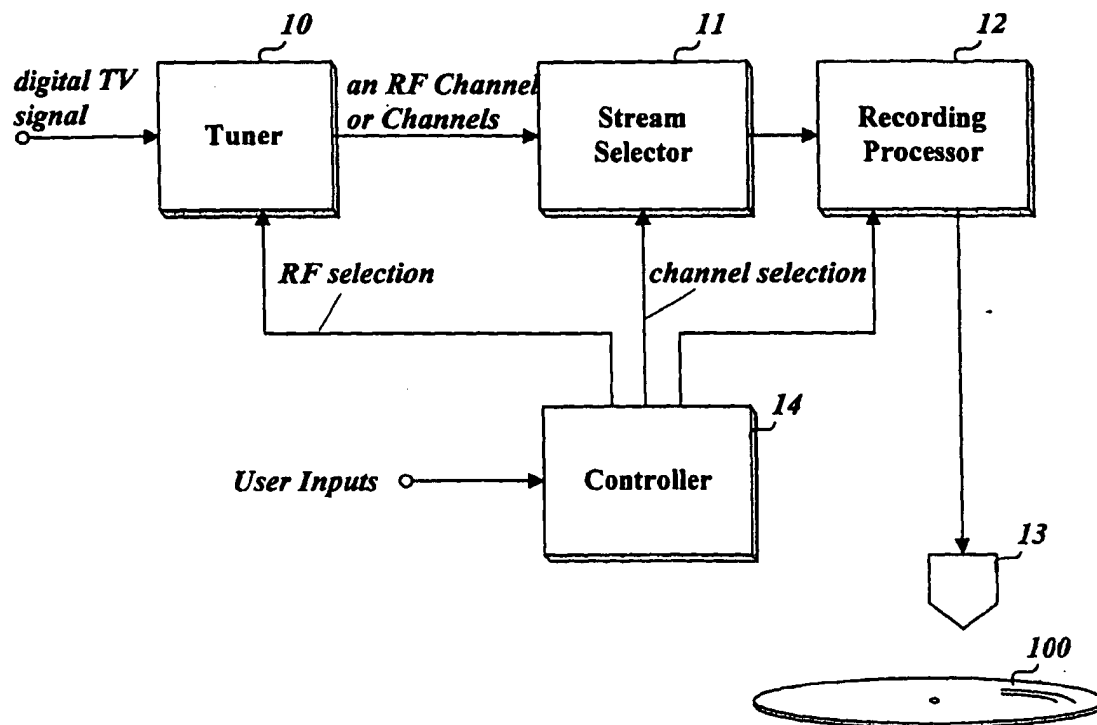 10
11
12
digital TV
signal
Tuner
an RF Channel
or Channels
Stream
Selector
Recording
Processor
RF selection
channel selection
14
User Inputs
Controller
13
100